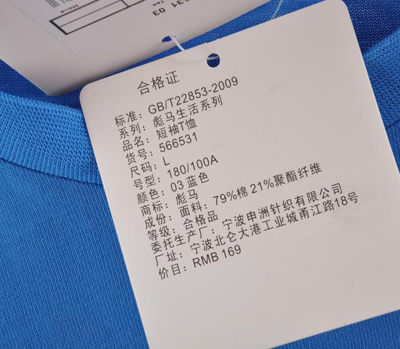 531 03
合格证
标准: GB/T22853-2009
系列: 彪马生活系列
品名: 短袖T恤
货号: 566531
尺码: L
号型: 180/100A
颜色: 03 蓝色
商标: 彪马
成份: 面料: 79%棉 21%聚酯纤维
等级: 合格品
委托生产厂: 宁波申洲针织有限公司
厂址: 宁波北仑大港工业城甬江路18号
价目: RMB 169